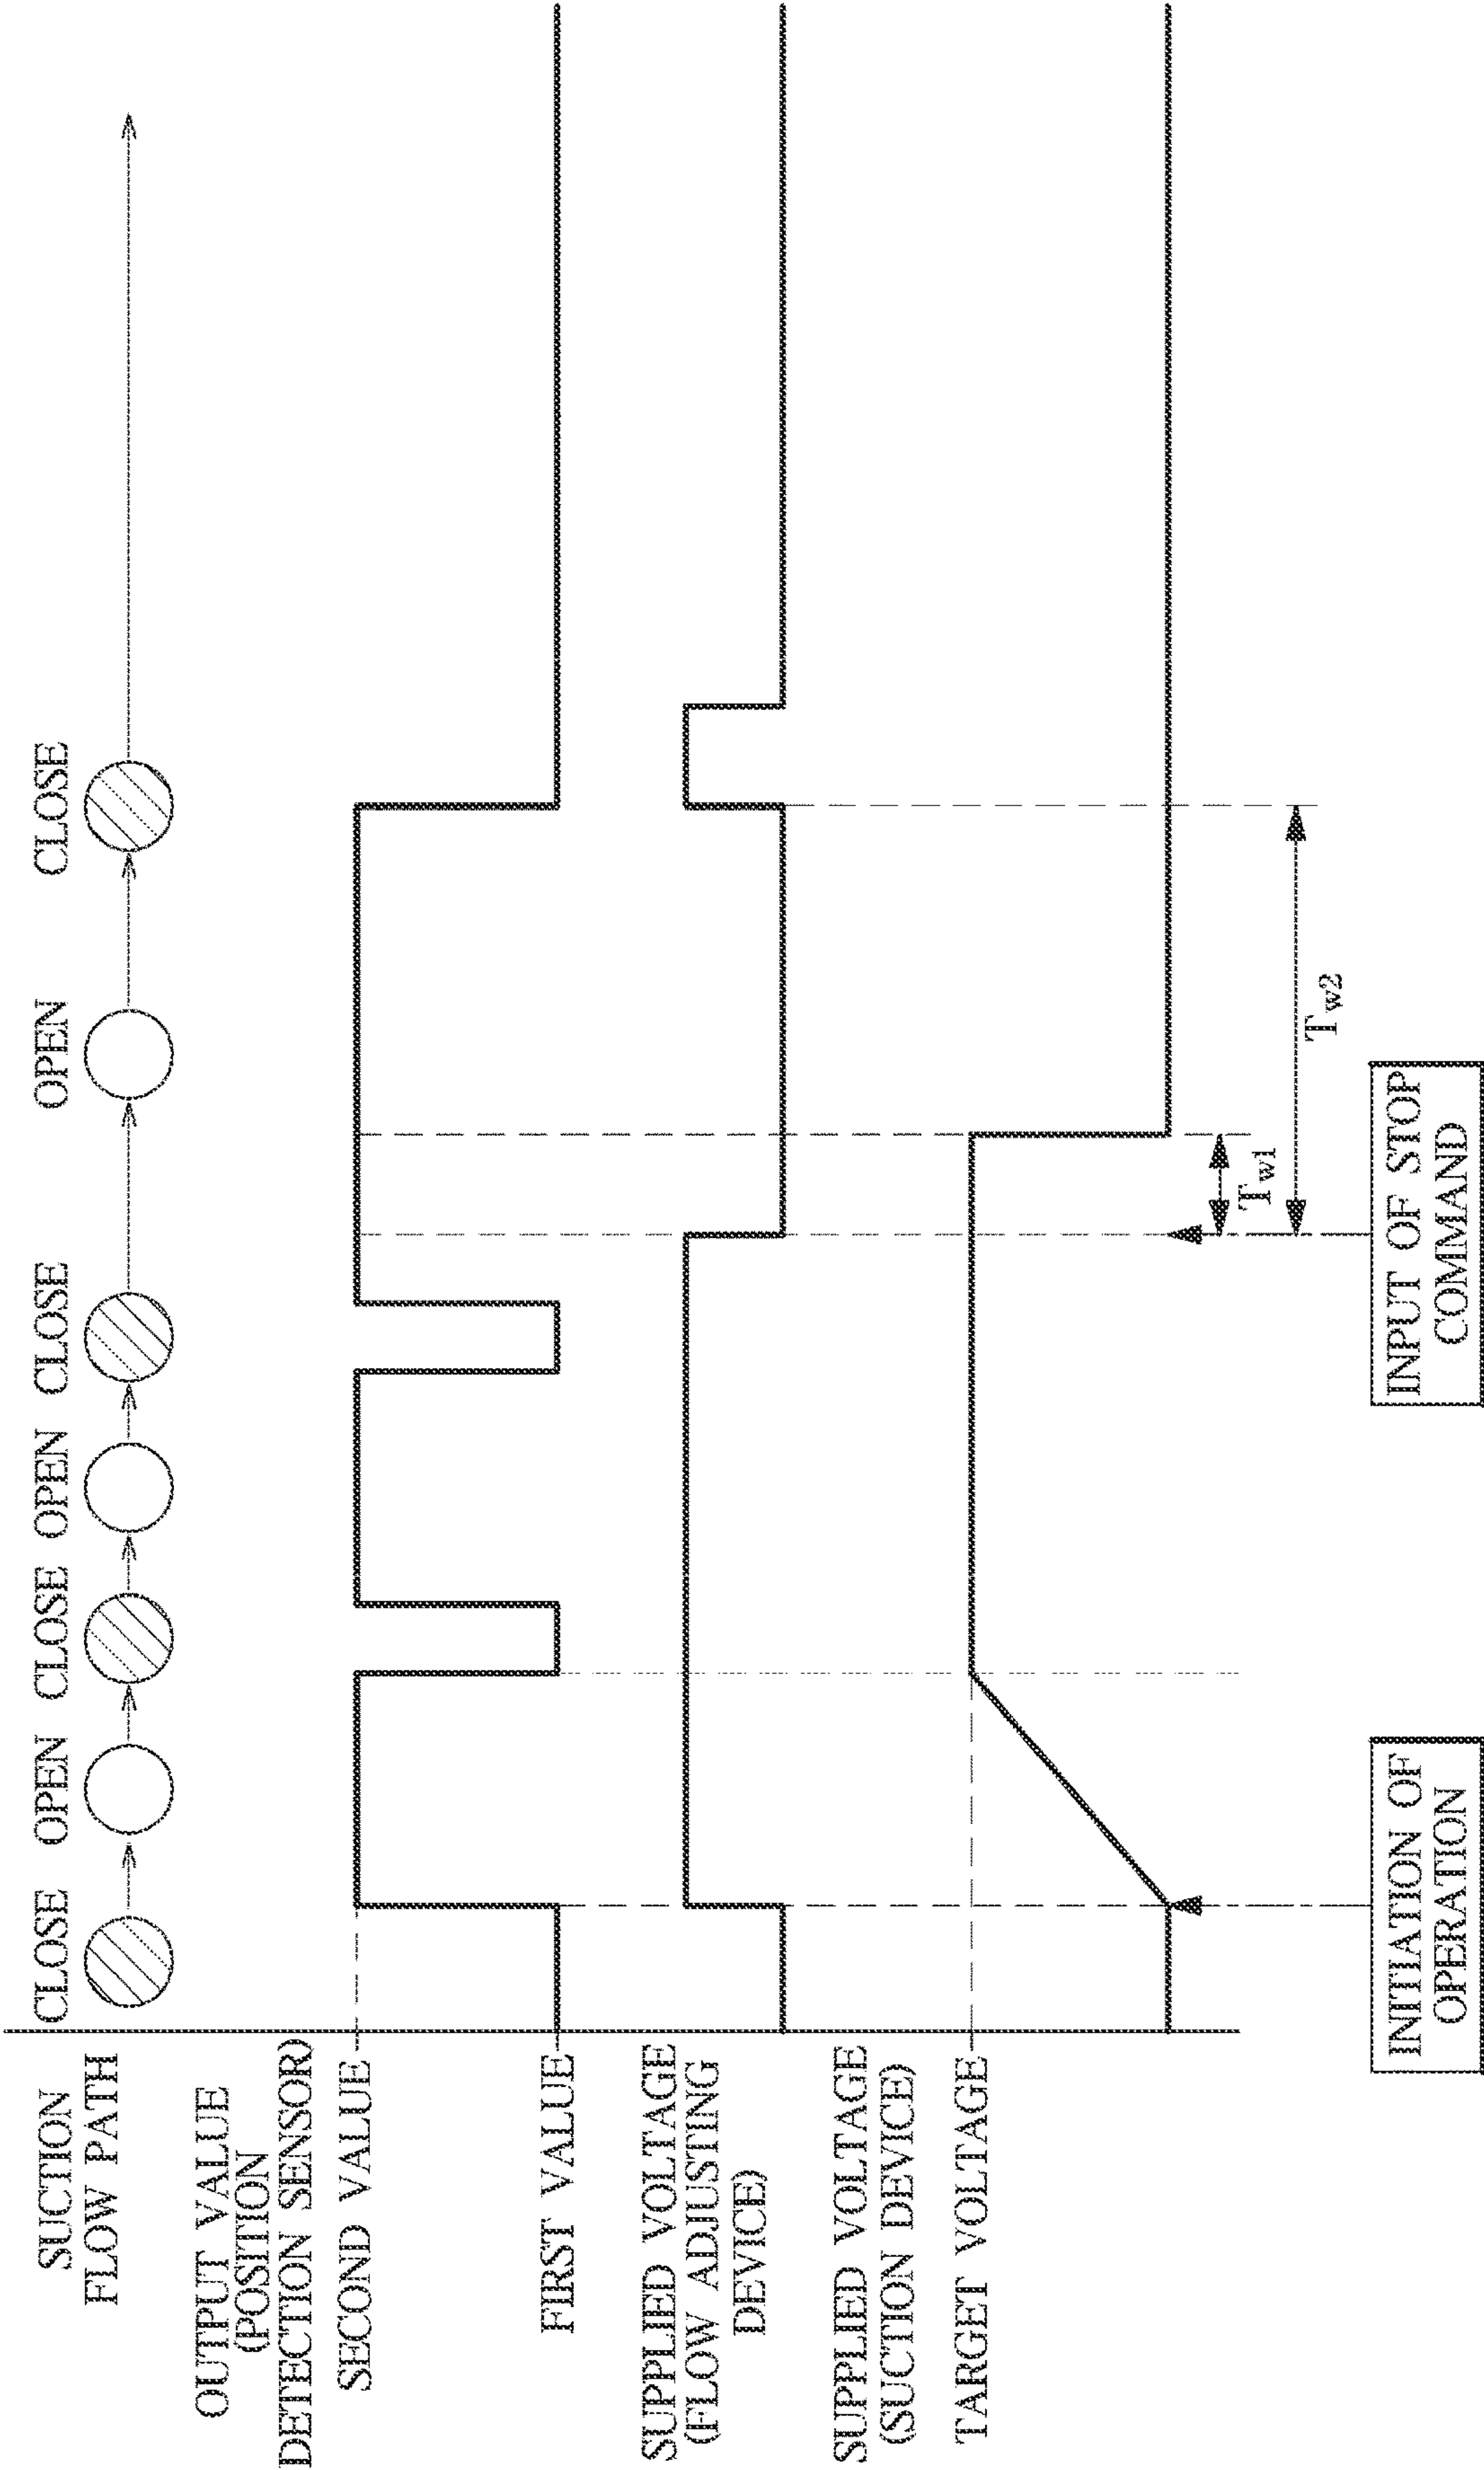 SUCTION
FLOW PATH
CLOSE
OPEN
CLOSE
OPEN
CLOSE
OPEN
CLOSE
OUTPUT VALUE
(POSITION
DETECTION SENSOR)
SECOND VALUE
FIRST VALUE
SUPPLIED VOLTAGE
(FLOW ADJUSTING
DEVICE)
SUPPLIED VOLTAGE
(SUCTION DEVICE)
TARGET VOLTAGE
Tw1
Tw2
INITIATION OF
OPERATION
INPUT OF STOP
COMMAND